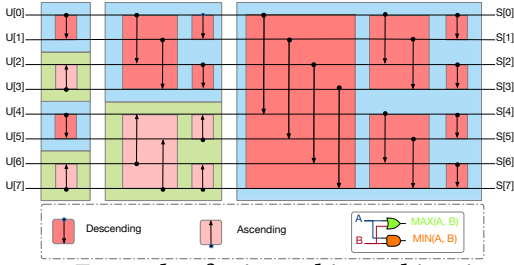 U[0] S[0]
U[1] S[1]
U[2] S[2]
U[3] S[3]
U[4] S[4]
U[5] S[5]
U[6] S[6]
U[7] S[7]
Descending
Ascending
A
B
MAX(A, B)
MIN(A, B)